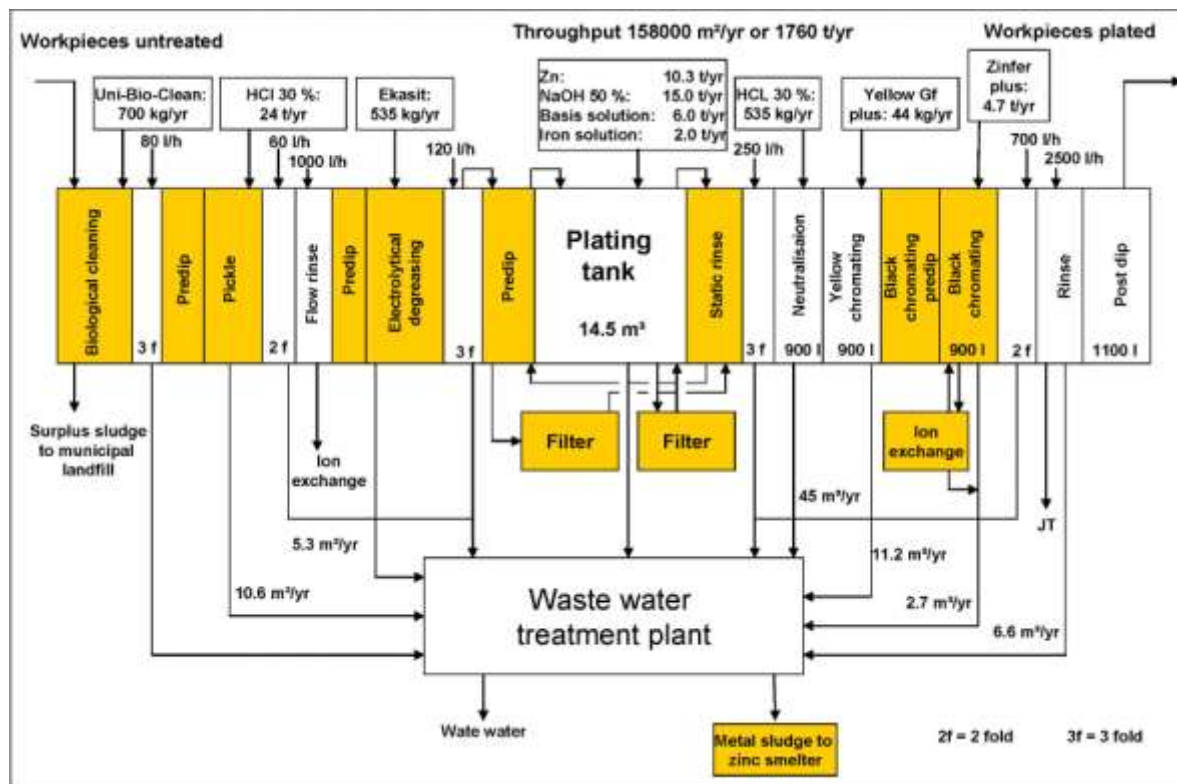 Workpieces untreated
Throughput 158000 m²/yr or 1760 t/yr
Workpieces plated
Uni-Bio-Clean:
700 kg/yr
HCl 30 %:
24 t/yr
Ekasit:
535 kg/yr
Zn: 10.3 t/yr
NaOH 50 %: 15.0 t/yr
Basis solution: 6.0 t/yr
Iron solution: 2.0 t/yr
HCL 30 %:
535 kg/yr
Yellow Gf
plus: 44 kg/yr
Zinfer
plus:
4.7 t/yr
80 l/h
60 l/h
1000 l/h
120 l/h
250 l/h
700 l/h
2500 l/h
Biological cleaning
3 f
Predip
Pickle
2 f
Flow rinse
Predip
Electrolytical
degreasing
3 f
Predip
Plating
tank
14.5 m³
Static rinse
3 f
Neutralisaion
900 l
Yellow
chromating
900 l
Black
chromating
predip
Black
chromating
900 l
2 f
Rinse
Post dip
1100 l
Surplus sludge
to municipal
landfill
Ion
exchange
Filter
Filter
Ion
exchange
45 m³/yr
JT
5.3 m³/yr
11.2 m³/yr
10.6 m³/yr
2.7 m³/yr
6.6 m³/yr
Waste water
treatment plant
Wate water
Metal sludge to
zinc smelter
2f = 2 fold
3f = 3 fold